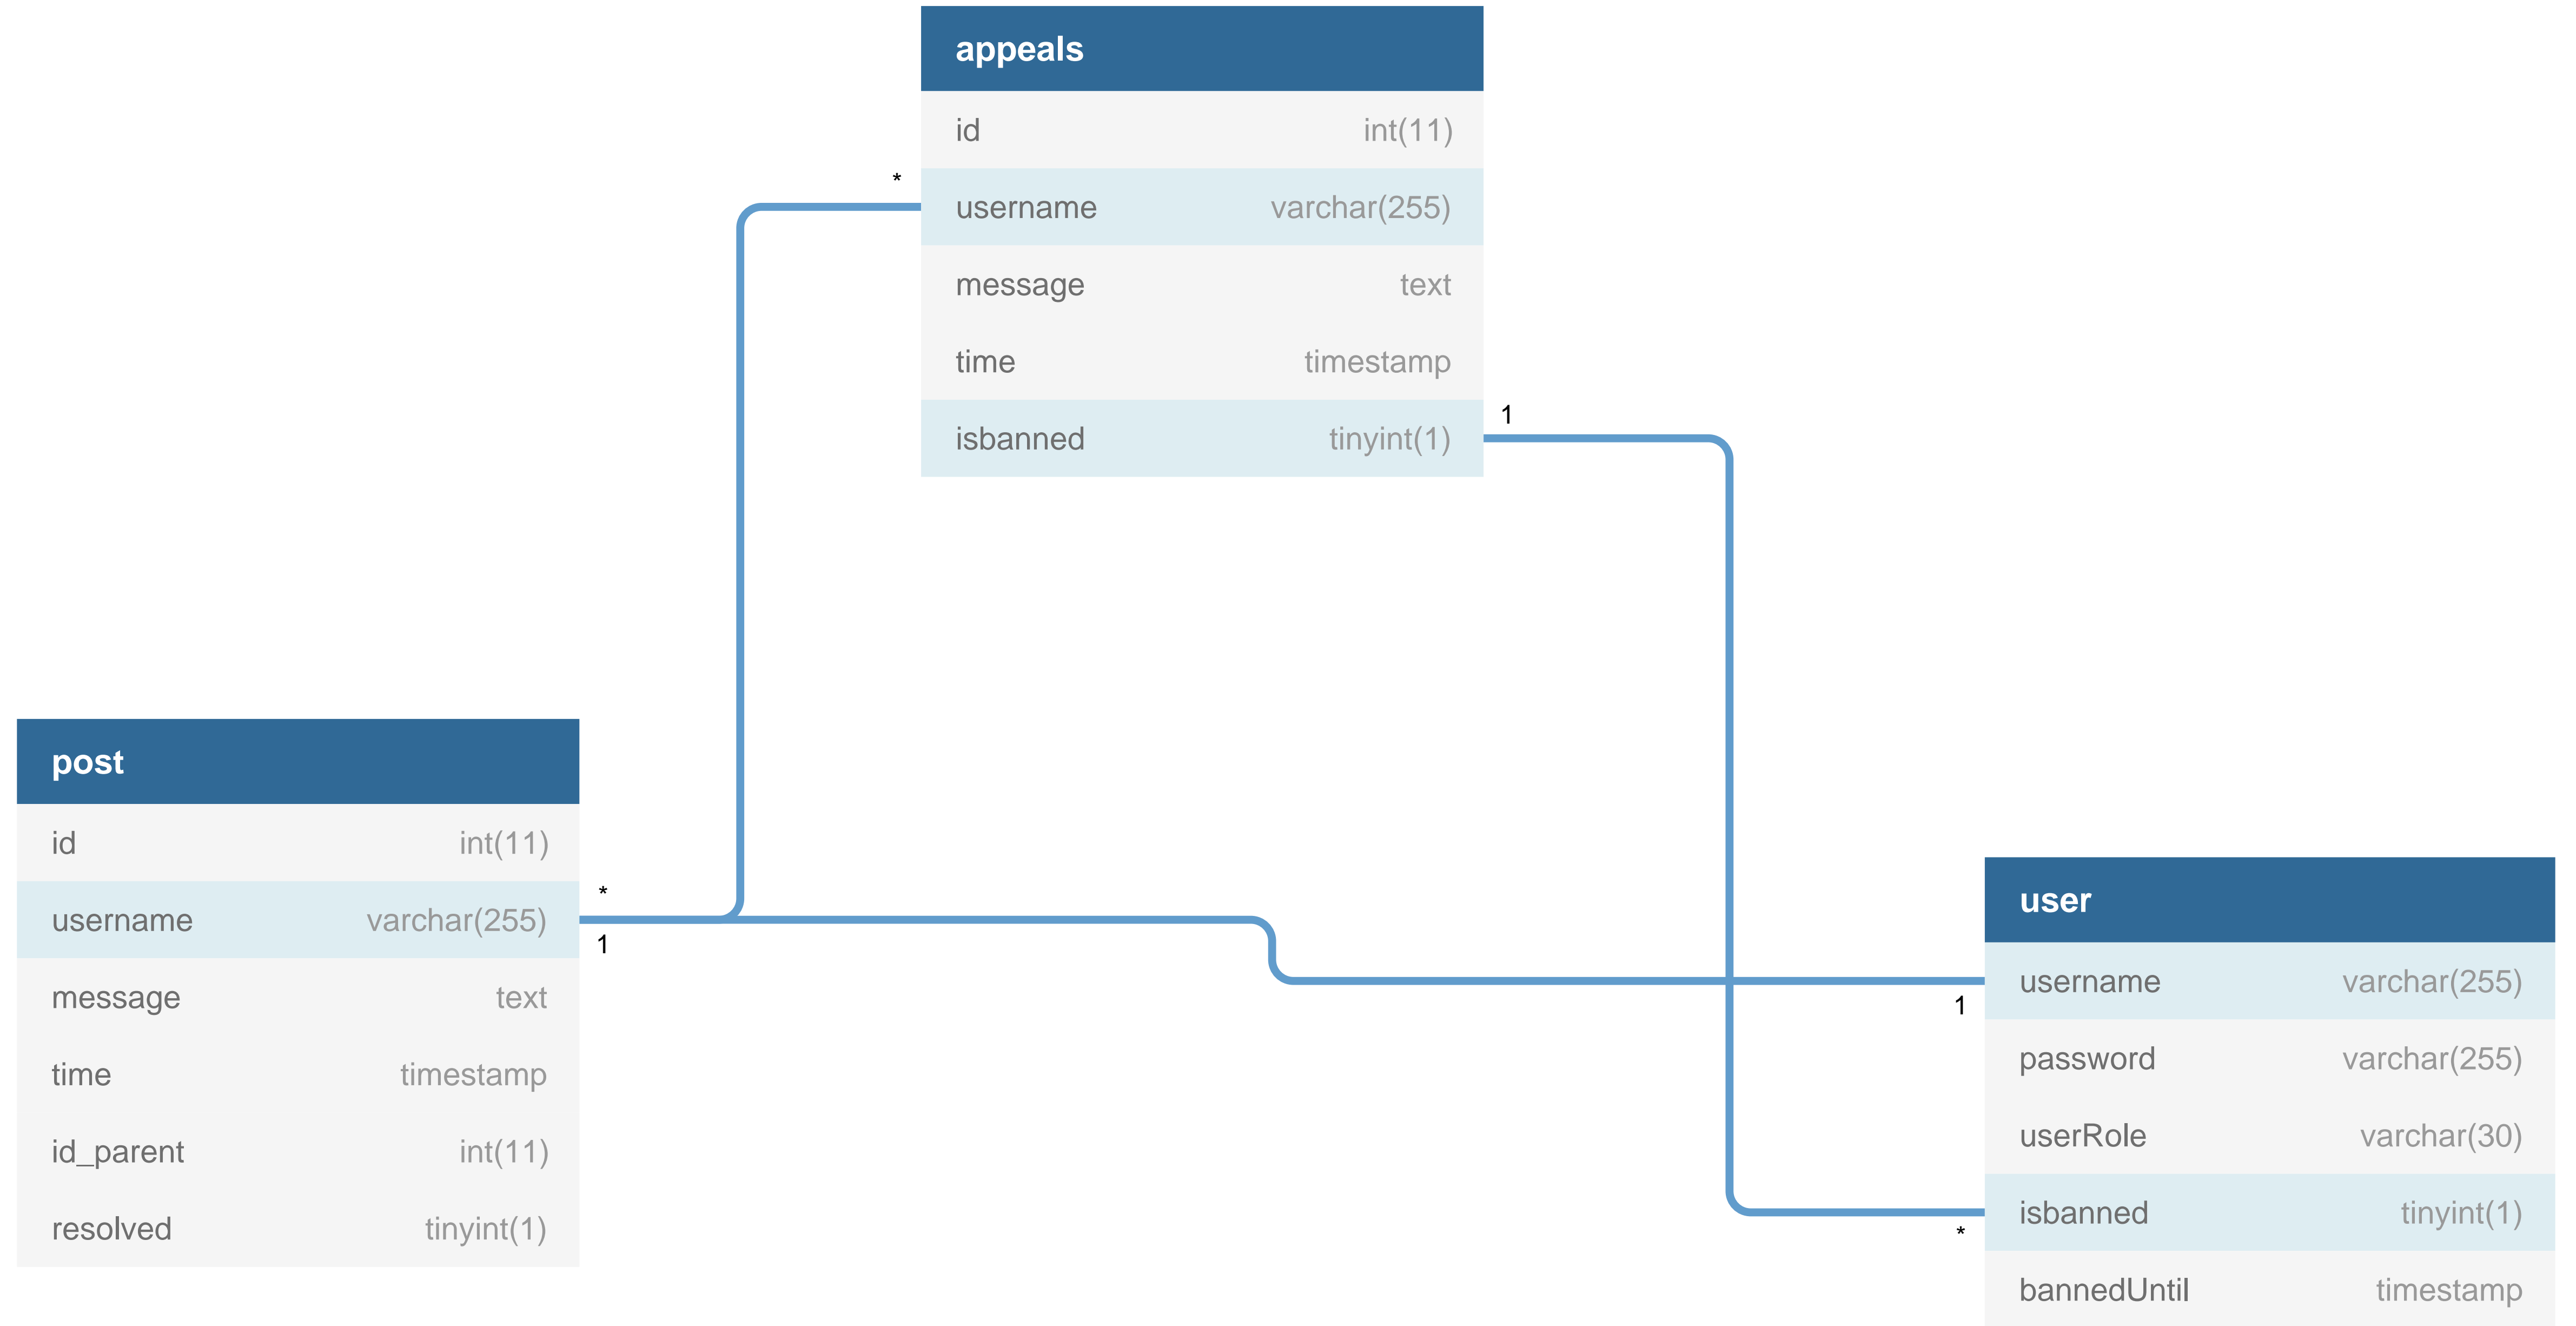 appeals
id int(11)
* username varchar(255)
message text
time timestamp
isbanned tinyint(1) 1
post
id int(11)
*
username varchar(255)
1
message text
time timestamp
id_parent int(11)
resolved tinyint(1)
user
username varchar(255)
1
password varchar(255)
userRole varchar(30)
isbanned tinyint(1)
*
bannedUntil timestamp